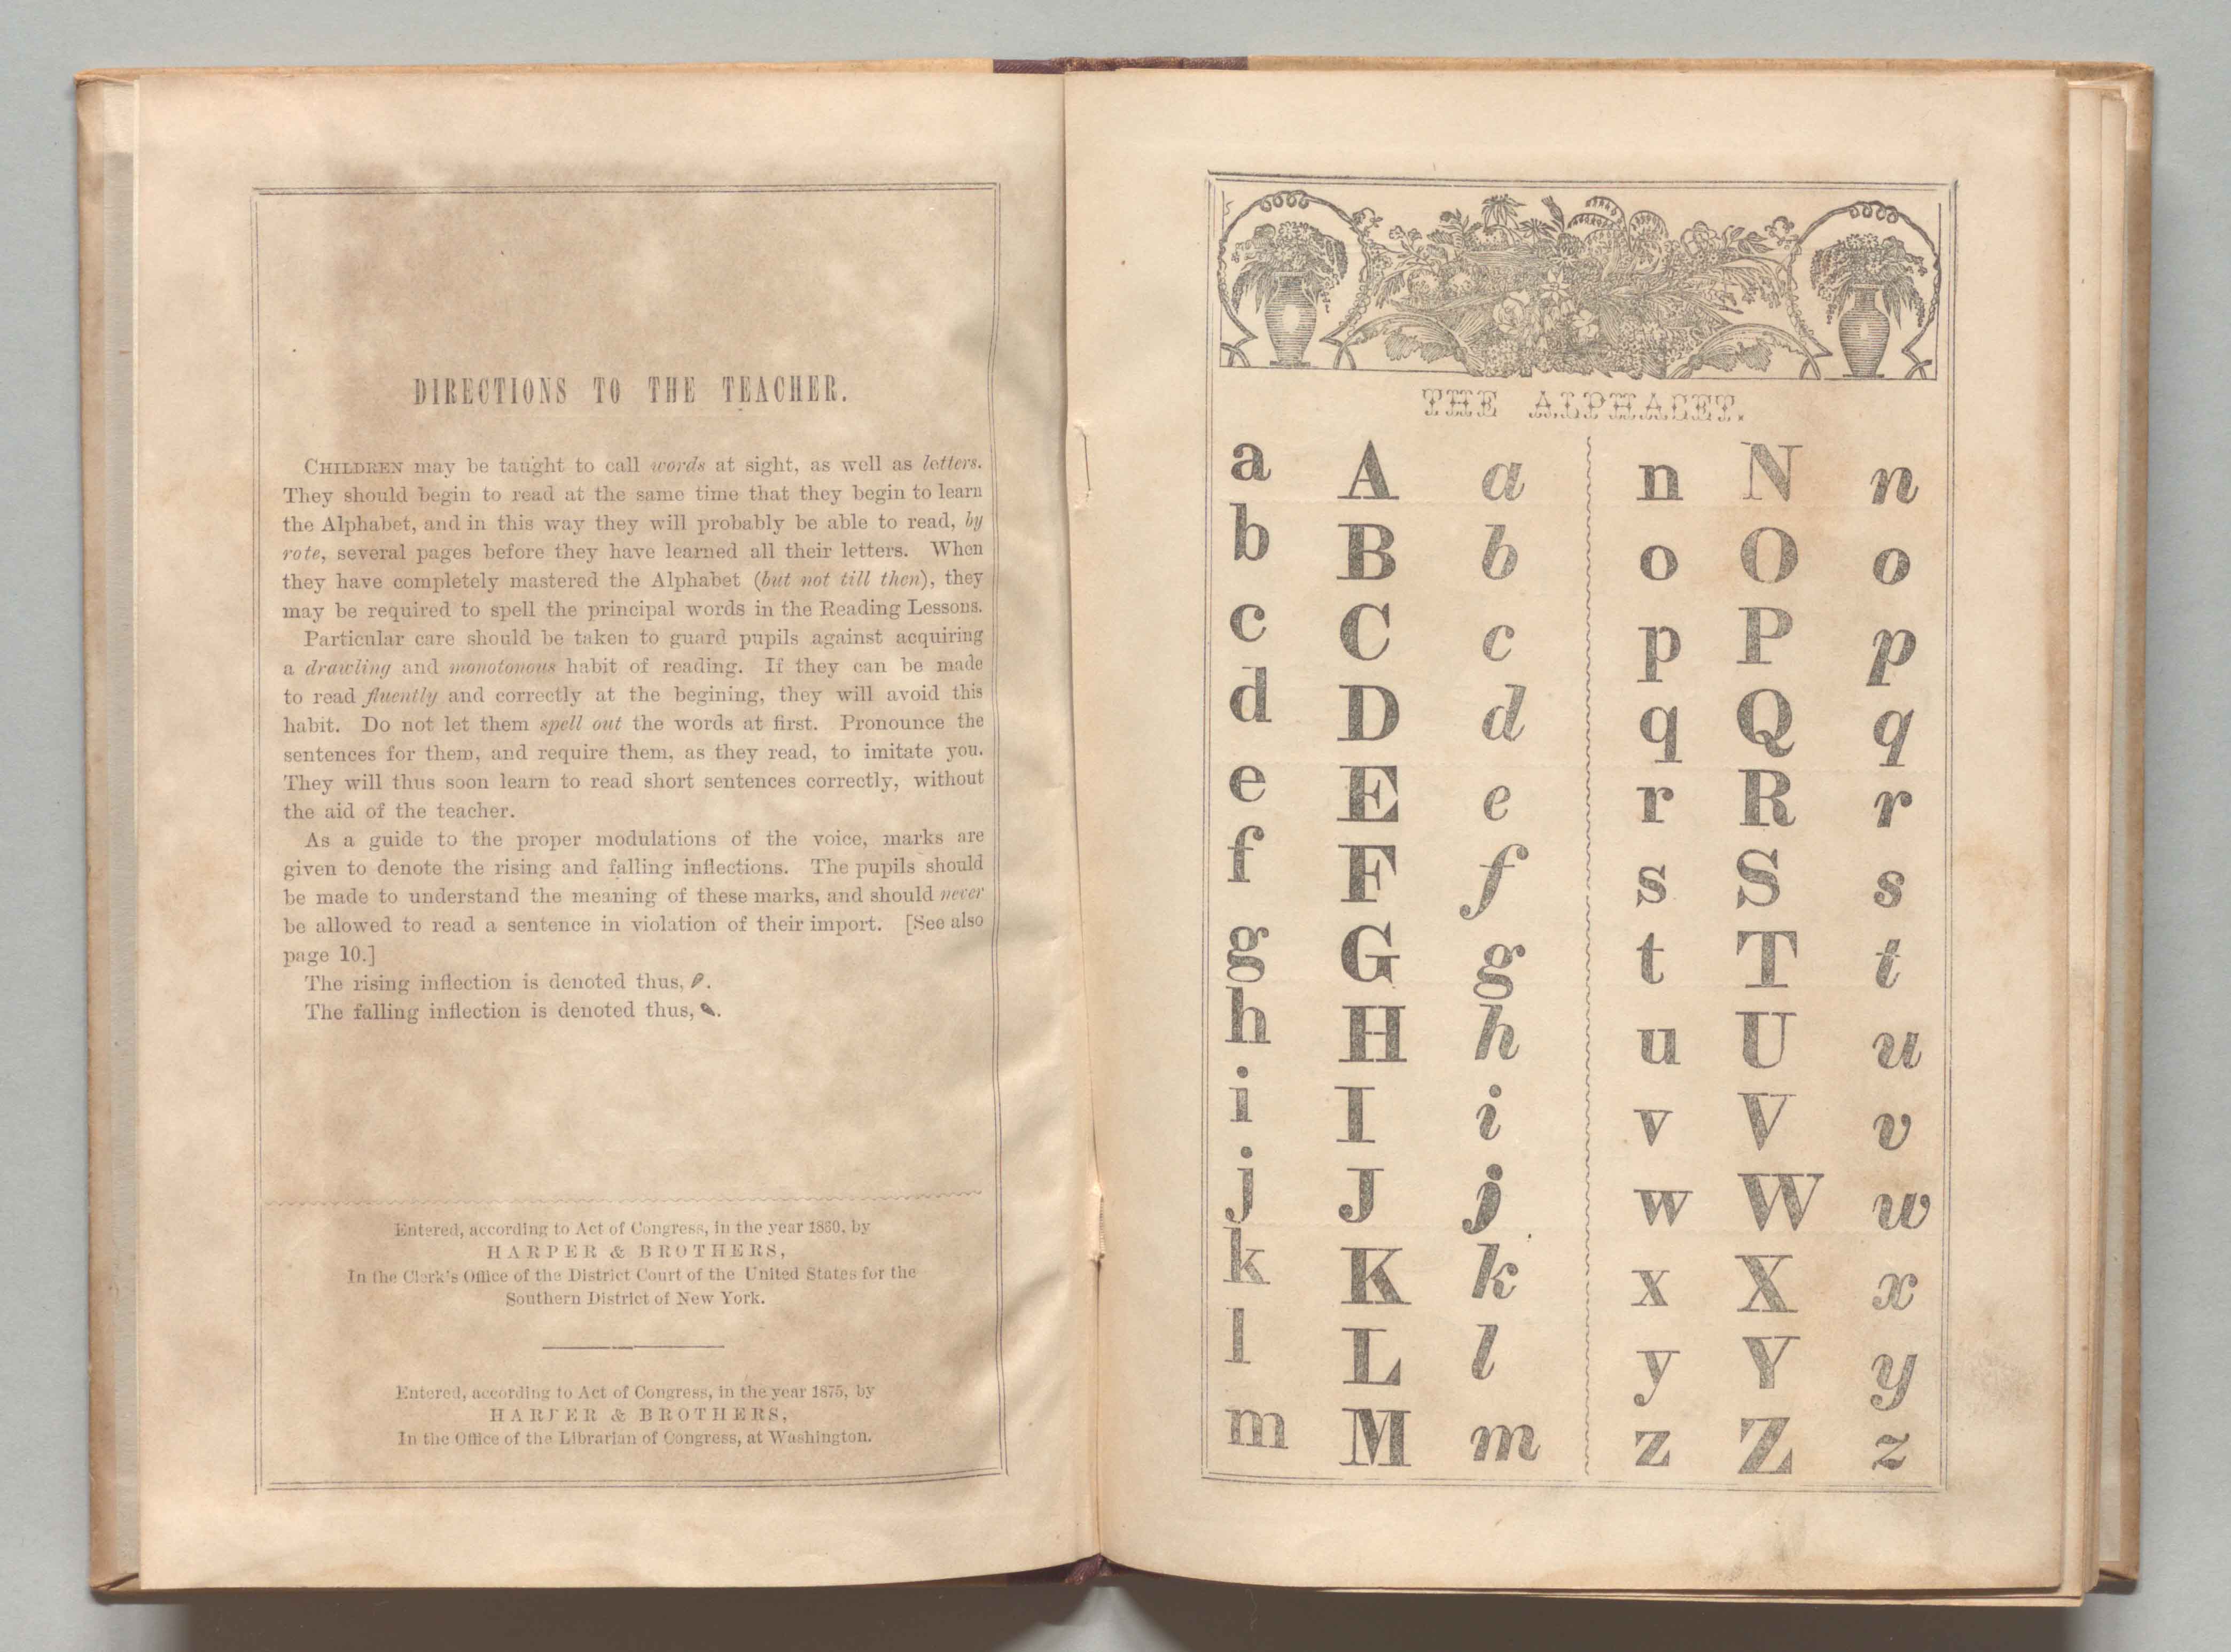 DIRECTIONS TO THE TEACHER.
CHILDREN may be taught to call words at sight, as well as letters.
They should begin to read at the same time that they begin to learn
the Alphabet, and in this way they will probably be able to read, by
rote, several pages before they have learned all their letters. When
they have completely mastered the Alphabet (but not till then), they
may be required to spell the principal words in the Reading Lessons.
Particular care should be taken to guard pupils against acquiring
a drawling and monotonous habit of reading. If they can be made
to read fluently and correctly at the begining, they will avoid this
habit. Do not let them spell out the words at first. Pronounce the
sentences for them, and require them, as they read, to imitate you.
They will thus soon learn to read short sentences correctly, without
the aid of the teacher.
As a guide to the proper modulations of the voice, marks are
given to denote the rising and falling inflections. The pupils should
be made to understand the meaning of these marks, and should never
be allowed to read a sentence in violation of their import. [See also
page 10.]
The rising inflection is denoted thus, ⸝.
The falling inflection is denoted thus, ⸜.
Entered, according to Act of Congress, in the year 1860, by
HARPER & BROTHERS,
In the Clerk's Office of the District Court of the United States for the
Southern District of New York.
Entered, according to Act of Congress, in the year 1875, by
HARPER & BROTHERS,
In the Office of the Librarian of Congress, at Washington.
THE ALPHABET.
a A a n N n
b B b o O o
c C c p P p
d D d q Q q
e E e r R r
f F f s S s
g G g t T t
h H h u U u
i I i v V v
j J j w W w
k K k x X x
l L l y Y y
m M m z Z z